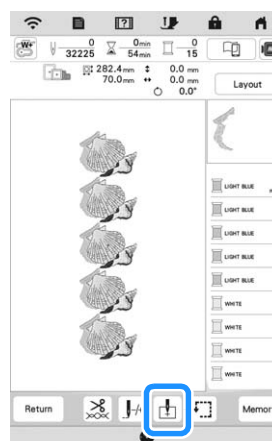 W+
0 0min 0
32225 54min 15
282.4mm 0.0 mm
70.0mm 0.0 mm
0.0°
Layout
LIGHT BLUE
LIGHT BLUE
LIGHT BLUE
LIGHT BLUE
LIGHT BLUE
WHITE
WHITE
WHITE
WHITE
Return